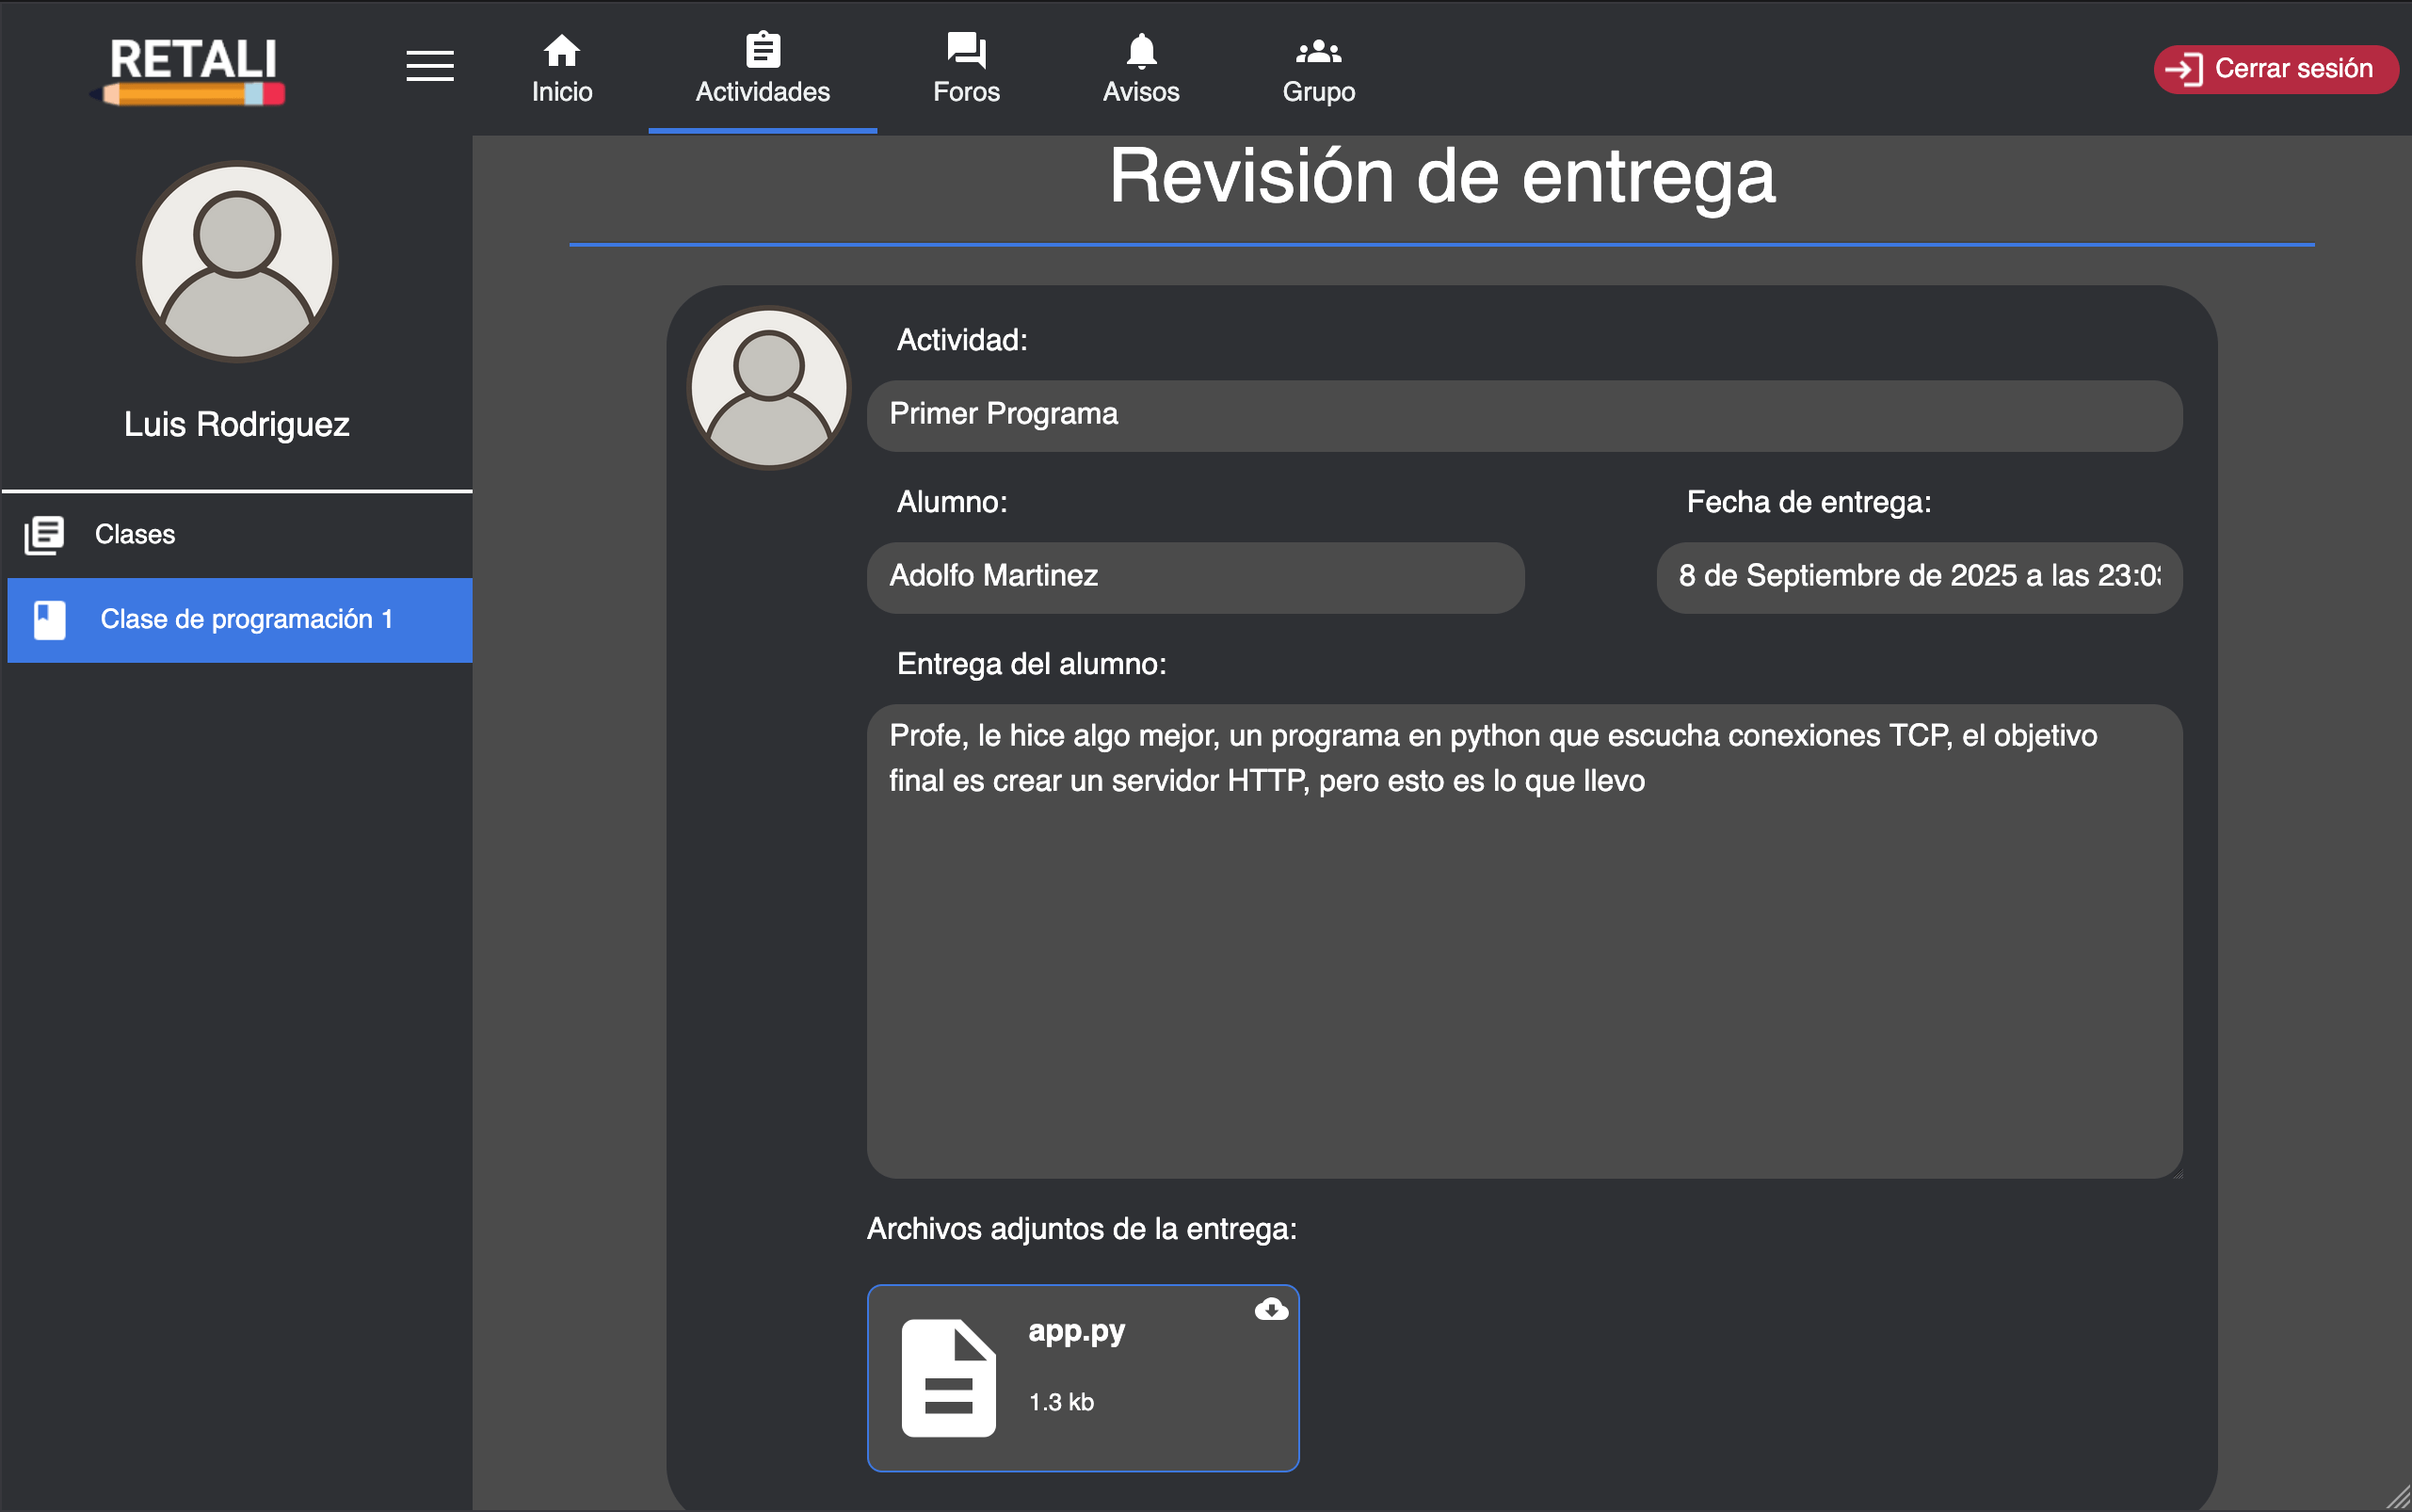 RETALI
Inicio
Actividades
Foros
Avisos
Grupo
Cerrar sesión
Luis Rodriguez
Clases
Clase de programación 1
Revisión de entrega
Actividad:
Primer Programa
Alumno:
Fecha de entrega:
Adolfo Martinez
8 de Septiembre de 2025 a las
Entrega del alumno:
Profe, le hice algo mejor, un programa en python que escucha conexiones TCP, el objetivo
final es crear un servidor HTTP, pero esto es lo que llevo
Archivos adjuntos de la entrega:
app.py
1.3 kb